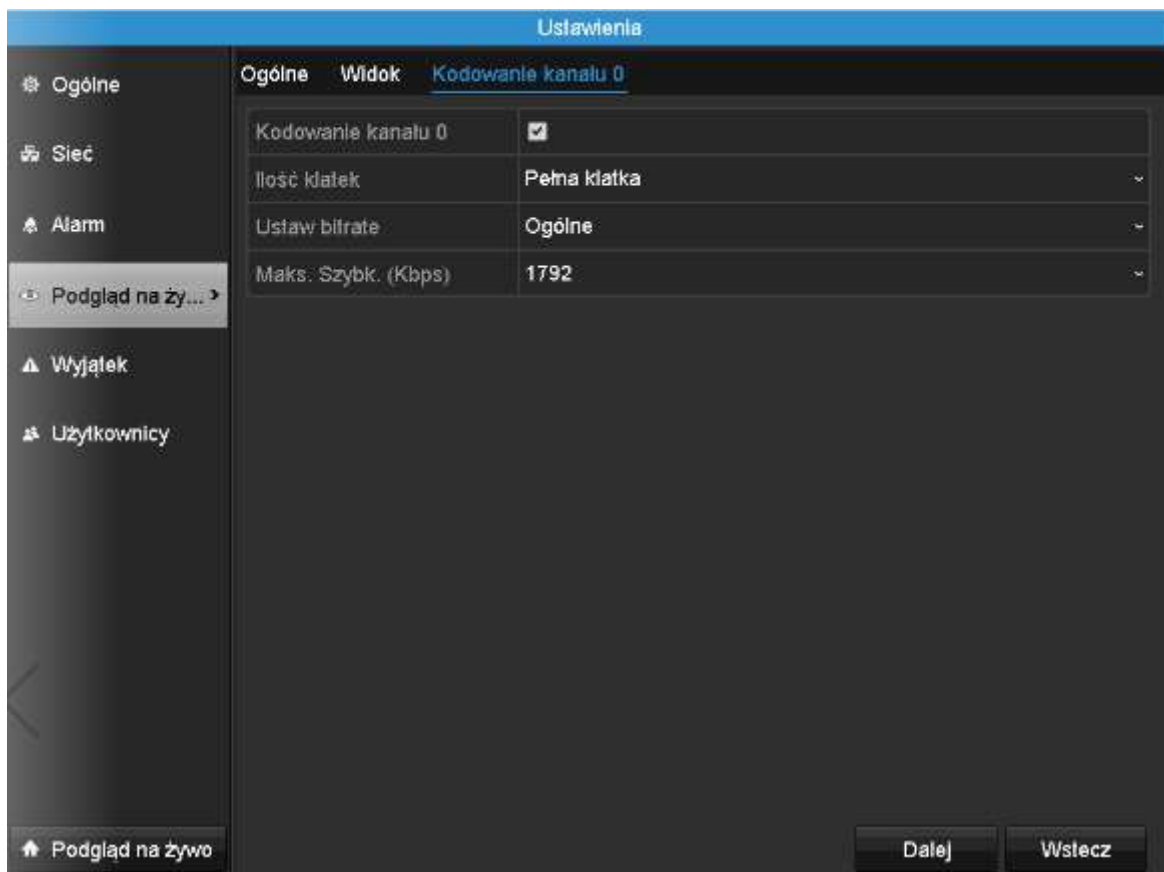 Ustawienia
Ogólne
Sieć
Alarm
Podgląd na ży...
Wyjątek
Użytkownicy
Podgląd na żywo
Ogólne Widok Kodowanie kanału 0
Kodowanie kanału 0
Ilość klatek Pełna klatka
Ustaw bitrate Ogólne
Maks. Szybk. (Kbps) 1792
Dalej Wstecz